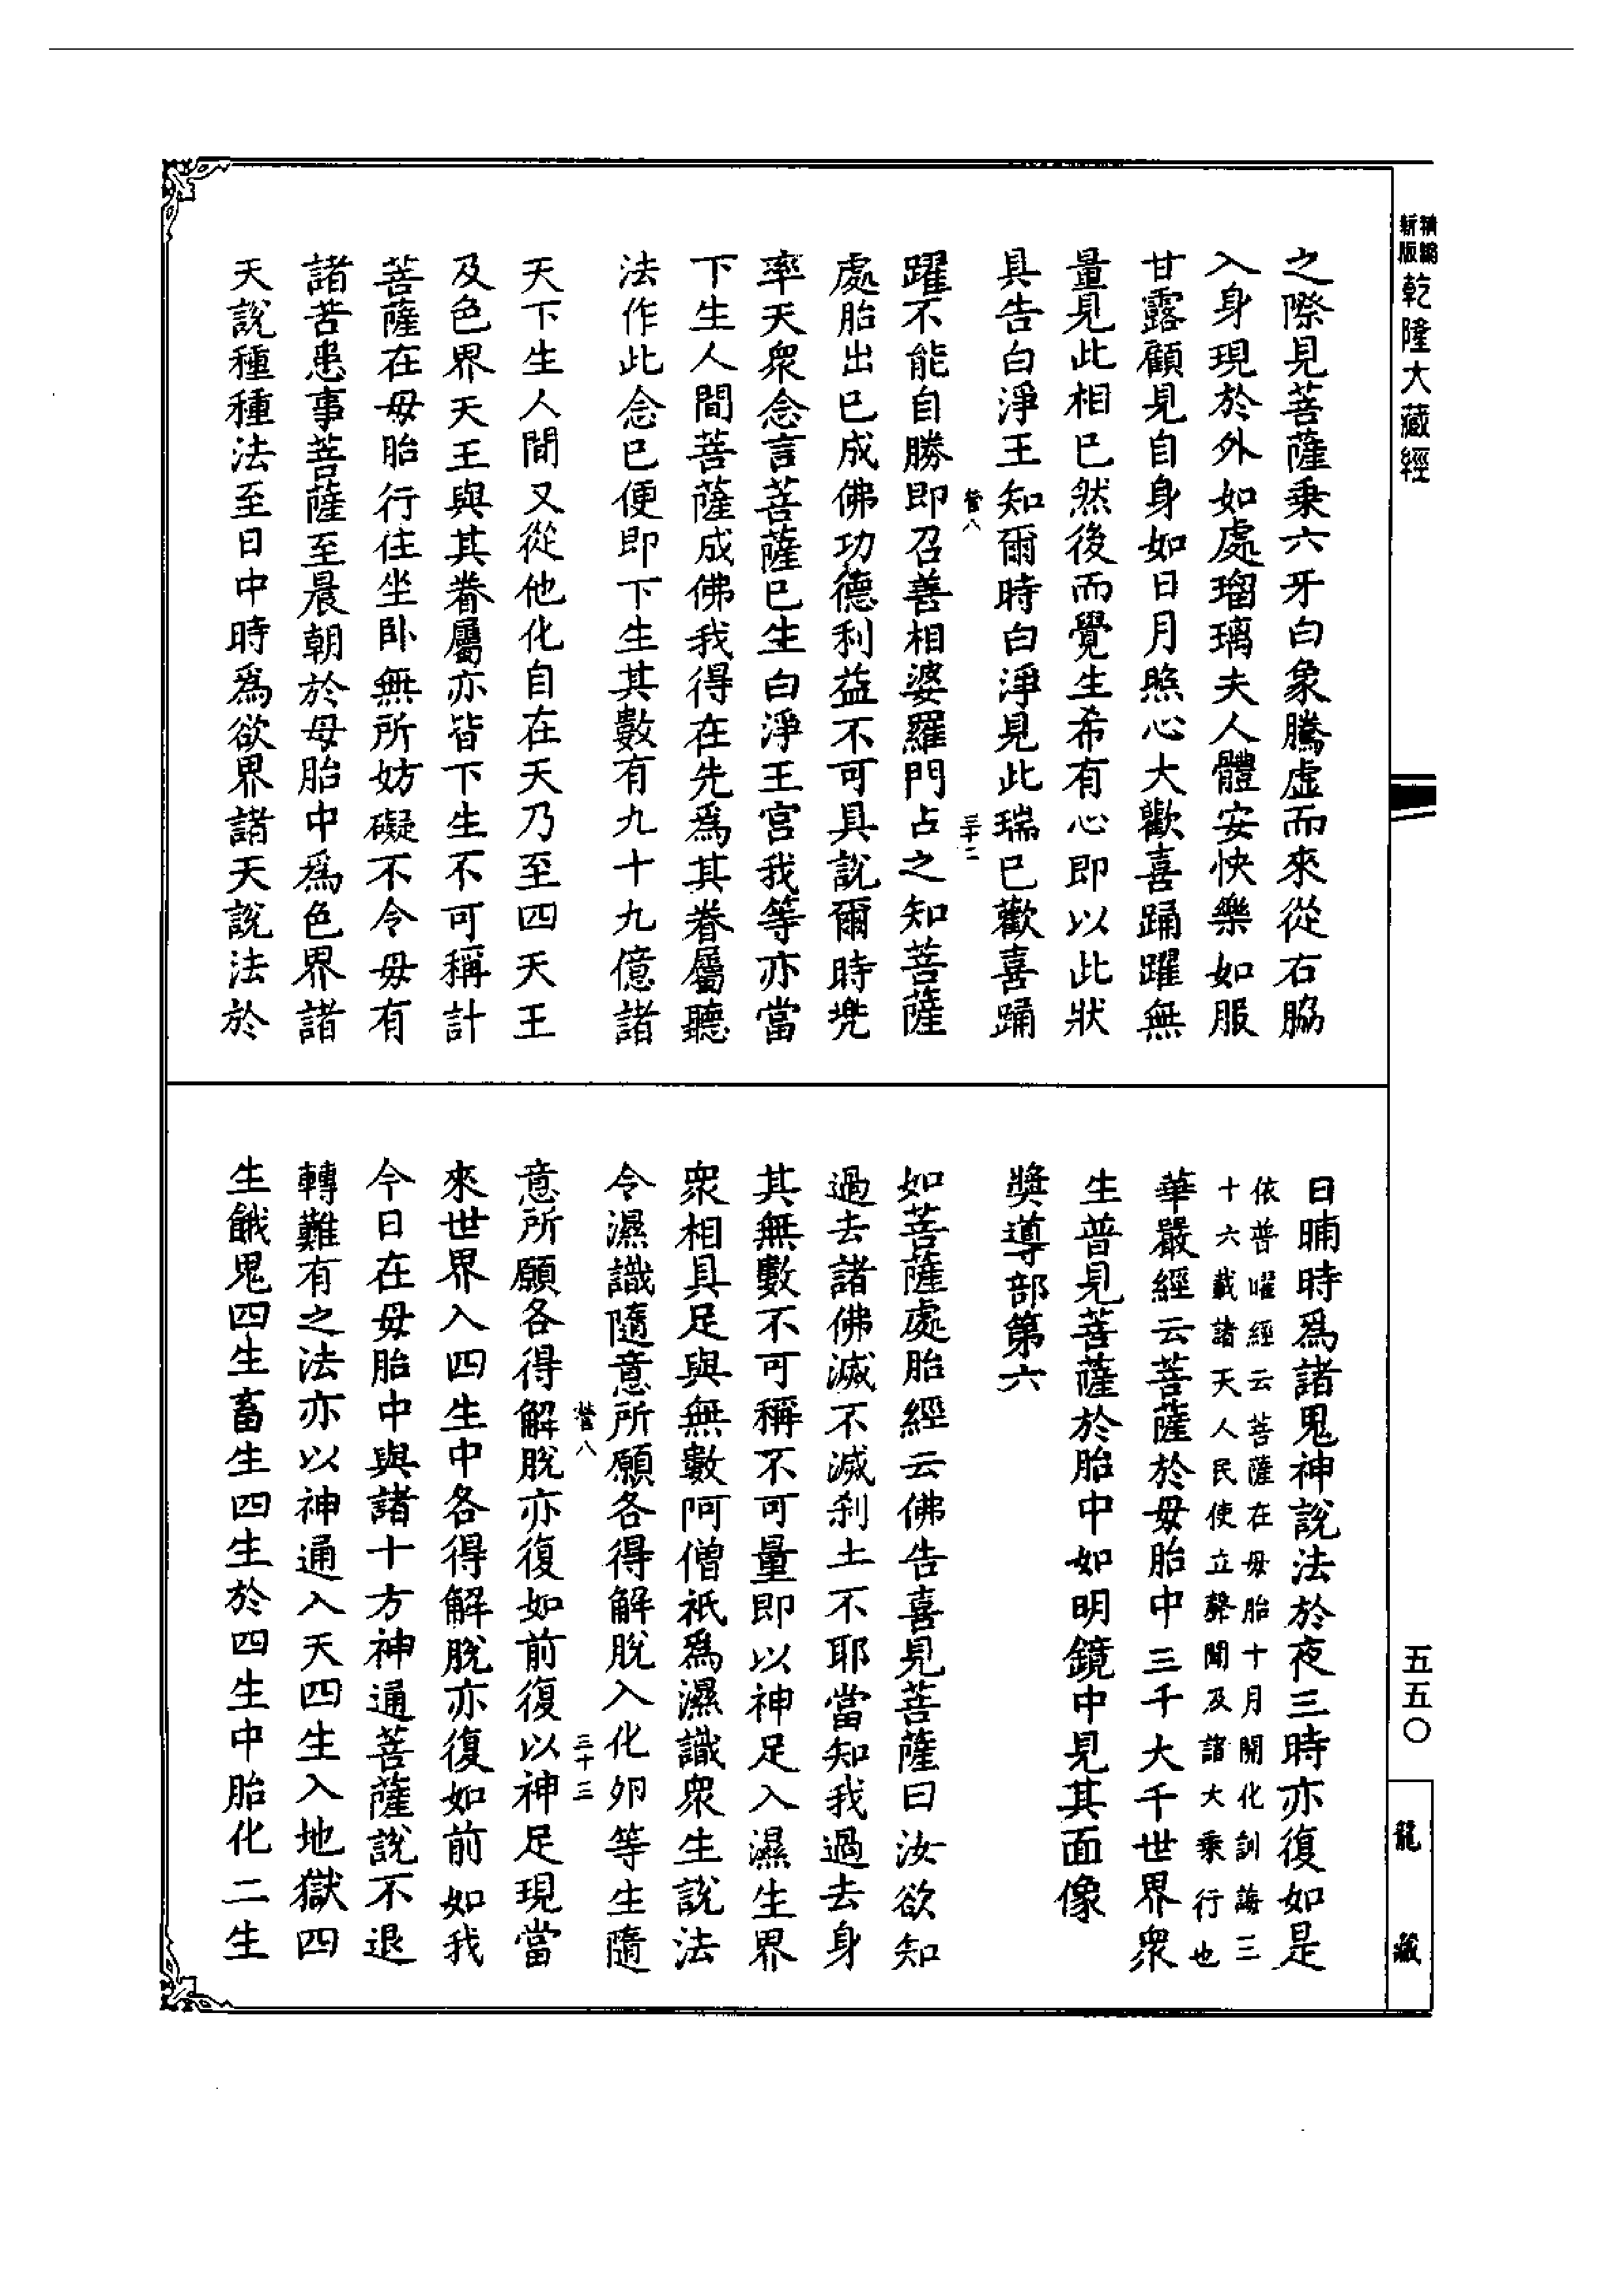 精編
新版
乾隆大藏經
之際見菩薩乗六牙白象騰虛而來從右脇
入身現於外如處瑠璃夫人體安快樂如服
甘露顧見自身如日月照心大歡喜踊躍無
量見此相已然後而覺生希有心即以此狀
具告白淨王知爾時白淨見此瑞已歡喜踊
營八
三十二
躍不能自勝即召善相婆羅門占之知菩薩
處胎出已成佛功德利益不可具說爾時兠
率天衆念言菩薩已生白淨王宮我等亦當
下生人間菩薩成佛我得在先爲其眷屬聽
法作此念已便即下生其數有九十九億諸
天下生人間又從他化自在天乃至四天王
及色界天王與其眷屬亦皆下生不可稱計
菩薩在母胎行住坐卧無所妨礙不令母有
諸苦患事菩薩至晨朝於母胎中爲色界諸
天說種種法至日中時爲欲界諸天說法於
日晡時爲諸鬼神說法於夜三時亦復如是
依普曜經云菩薩在母胎十月開化訓誨三
十六載諸天人民使立聲聞及諸大乗行也
華嚴經云菩薩於母胎中三千大千世界衆
生普見菩薩於胎中如明鏡中見其面像
獎導部第六
如菩薩處胎經云佛告喜見菩薩曰汝欲知
過去諸佛滅不滅刹土不耶當知我過去身
其無數不可稱不可量即以神足入濕生界
衆相具足與無數阿僧祇爲濕識衆生說法
令濕識隨意所願各得解脫入化卵等生隨
營八
三十三
意所願各得解脫亦復如前復以神足現當
來世界入四生中各得解脫亦復如前如我
今日在母胎中與諸十方神通菩薩說不退
轉難有之法亦以神通入天四生入地獄四
生餓鬼四生畜生四生於四生中胎化二生
五五〇
龍藏